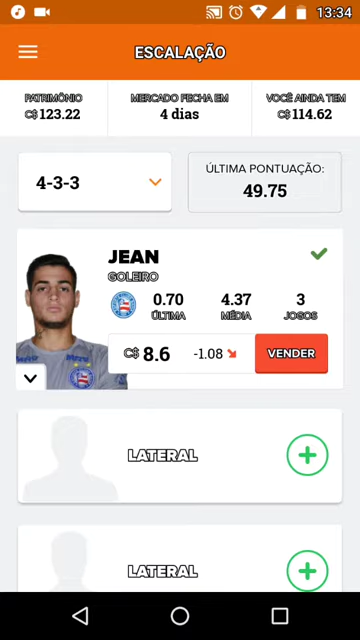 13:34
ESCALAÇÃO
PATRIMÔNIO
C$ 123.22
MERCADO FECHA EM
4 dias
VOCÊ AINDA TEM
C$ 114.62
4-3-3
ÚLTIMA PONTUAÇÃO:
49.75
JEAN
GOLEIRO
0.70
ÚLTIMA
4.37
MÉDIA
3
JOGOS
C$ 8.6
-1.08
VENDER
LATERAL
LATERAL